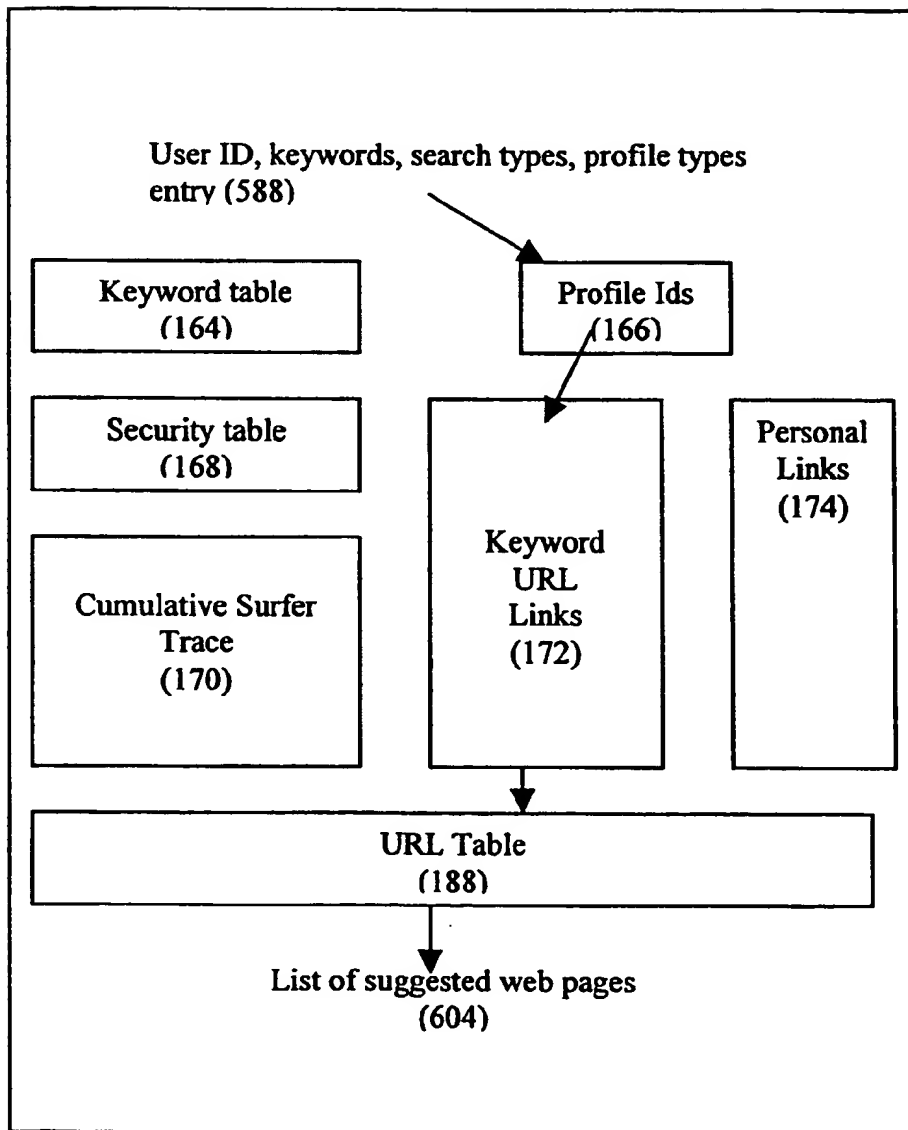 User ID, keywords, search types, profile types
entry (588)
Keyword table
(164)
Profile Ids
(166)
Security table
(168)
Keyword
URL
Links
(172)
Personal
Links
(174)
Cumulative Surfer
Trace
(170)
URL Table
(188)
List of suggested web pages
(604)